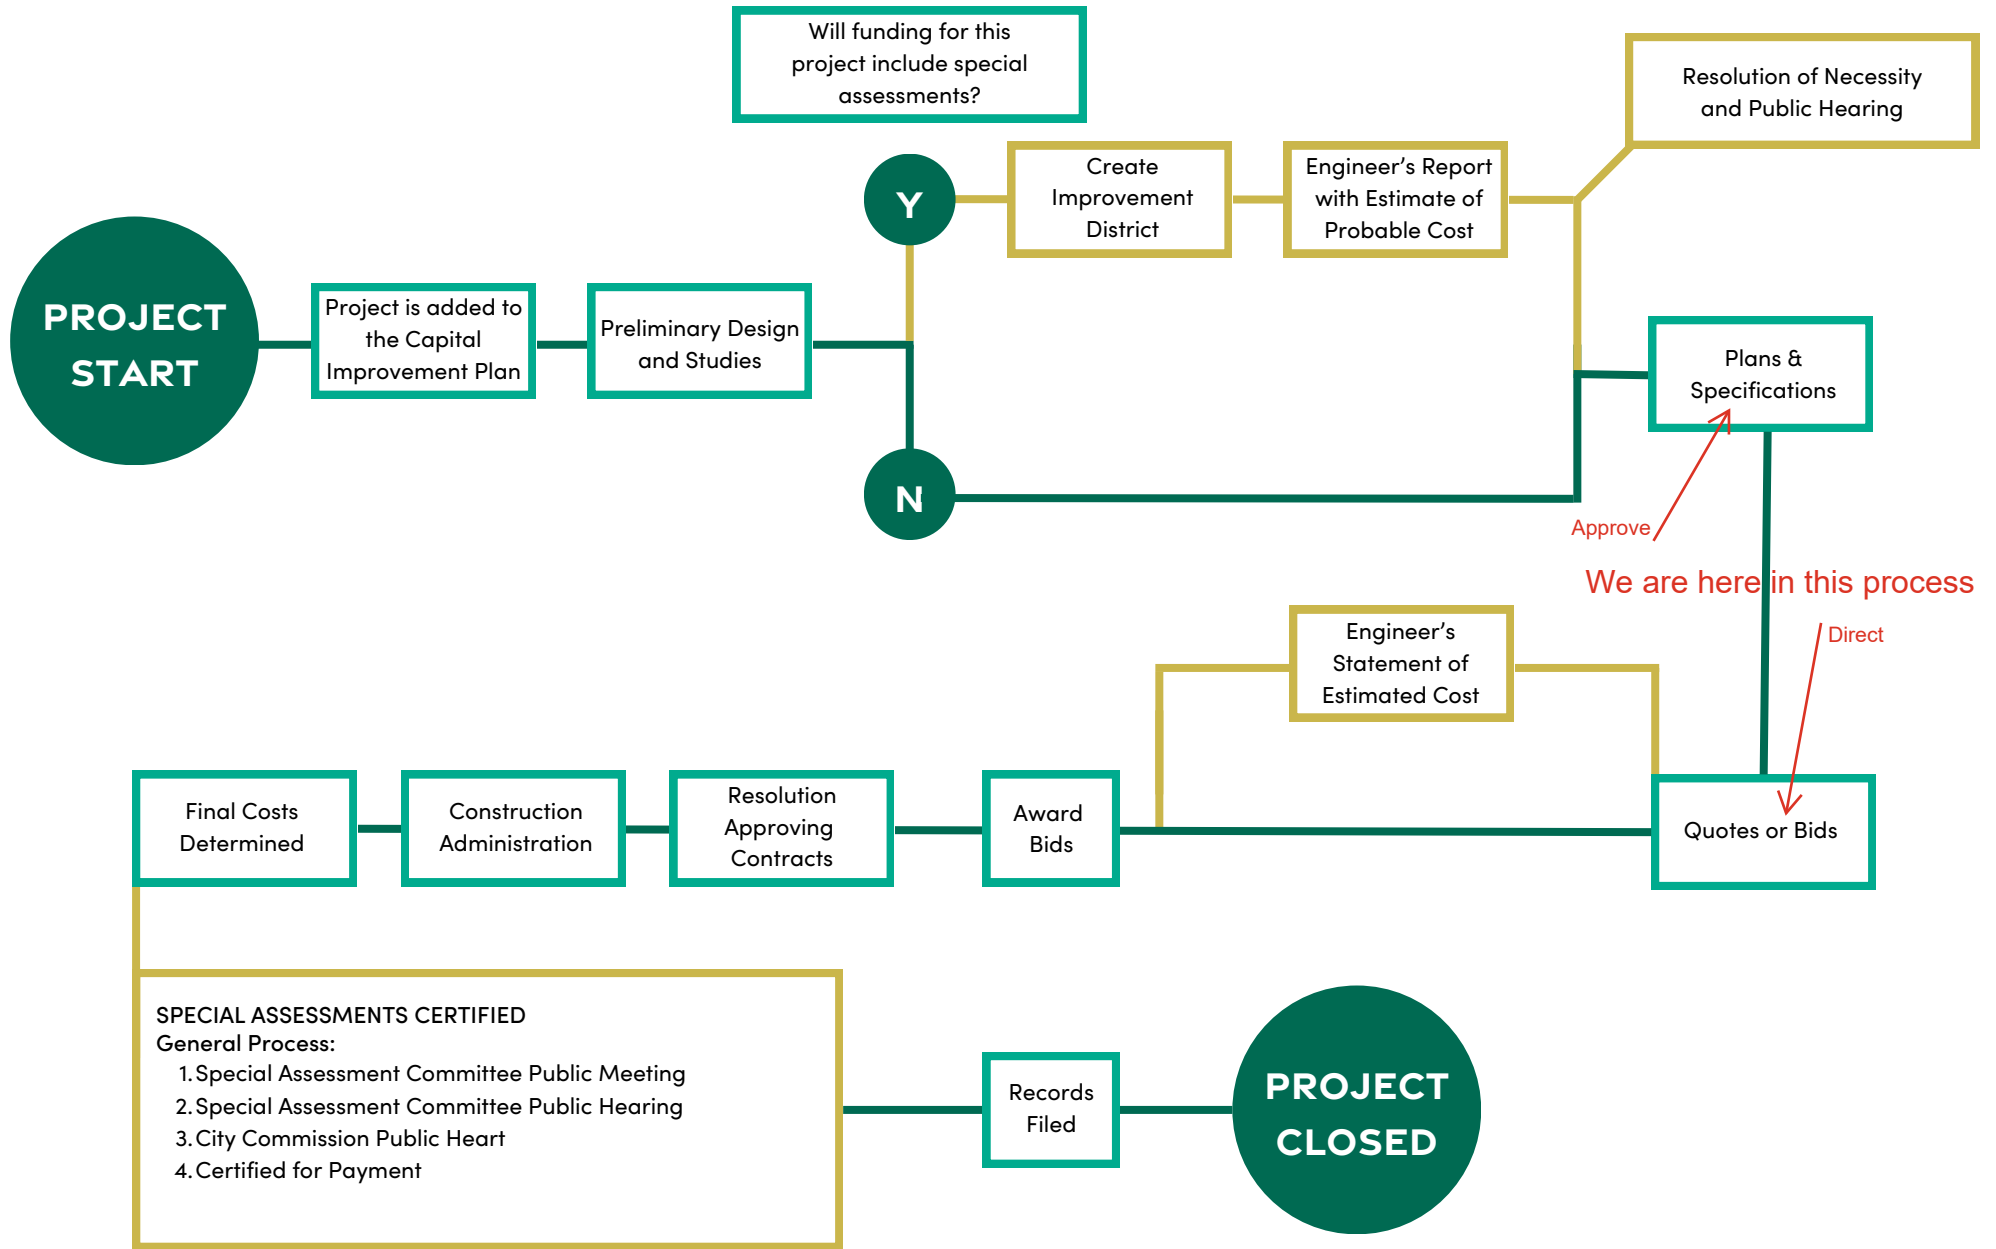 Will funding for this
project include special
assessments?
Resolution of Necessity
and Public Hearing
Y
Create
Improvement
District
Engineer’s Report
with Estimate of
Probable Cost
PROJECT
START
Project is added to
the Capital
Improvement Plan
Preliminary Design
and Studies
N
Plans &
Specifications
Approve
We are here in this process
Direct
Engineer’s
Statement of
Estimated Cost
Final Costs
Determined
Construction
Administration
Resolution
Approving
Contracts
Award
Bids
Quotes or Bids
SPECIAL ASSESSMENTS CERTIFIED
General Process:
1. Special Assessment Committee Public Meeting
2. Special Assessment Committee Public Hearing
3. City Commission Public Heart
4. Certified for Payment
Records
Filed
PROJECT
CLOSED